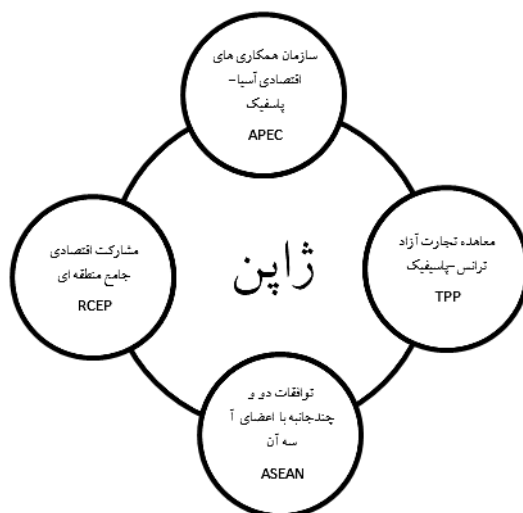 سازمان همکاری های
اقتصادی آسیا-
پاسفیک
APEC
معاهده تجارت آزاد
ترانس-پاسیفیک
TPP
ژاپن
مشارکت اقتصادی
جامع منطقه ای
RCEP
توافقات دو و
چندجانبه با اعضای آ
سه آن
ASEAN